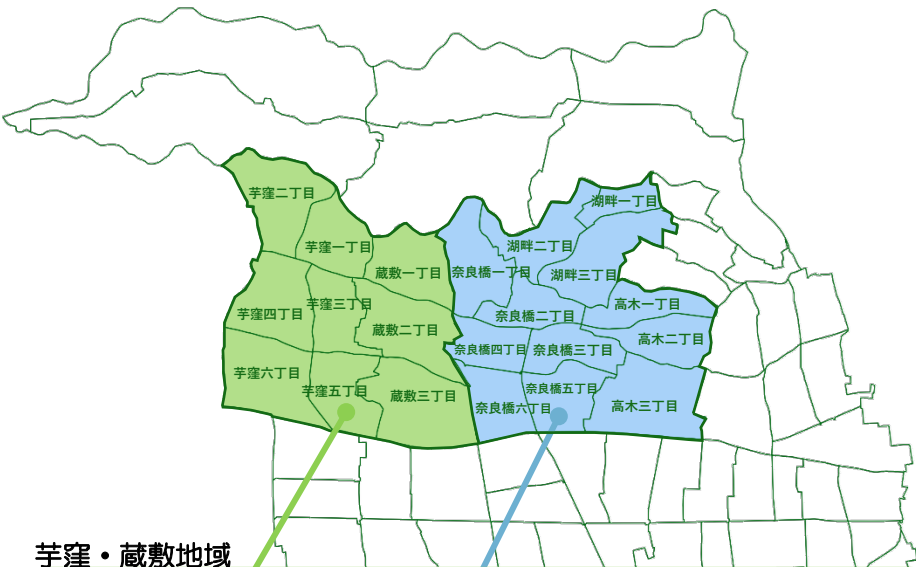 芋窪二丁目
芋窪一丁目
蔵敷一丁目
芋窪四丁目
芋窪三丁目
蔵敷二丁目
芋窪六丁目
芋窪五丁目
蔵敷三丁目
湖畔一丁目
湖畔二丁目
奈良橋一丁目
湖畔三丁目
奈良橋二丁目
高木一丁目
奈良橋四丁目
奈良橋三丁目
高木二丁目
奈良橋五丁目
奈良橋六丁目
高木三丁目
芋窪・蔵敷地域